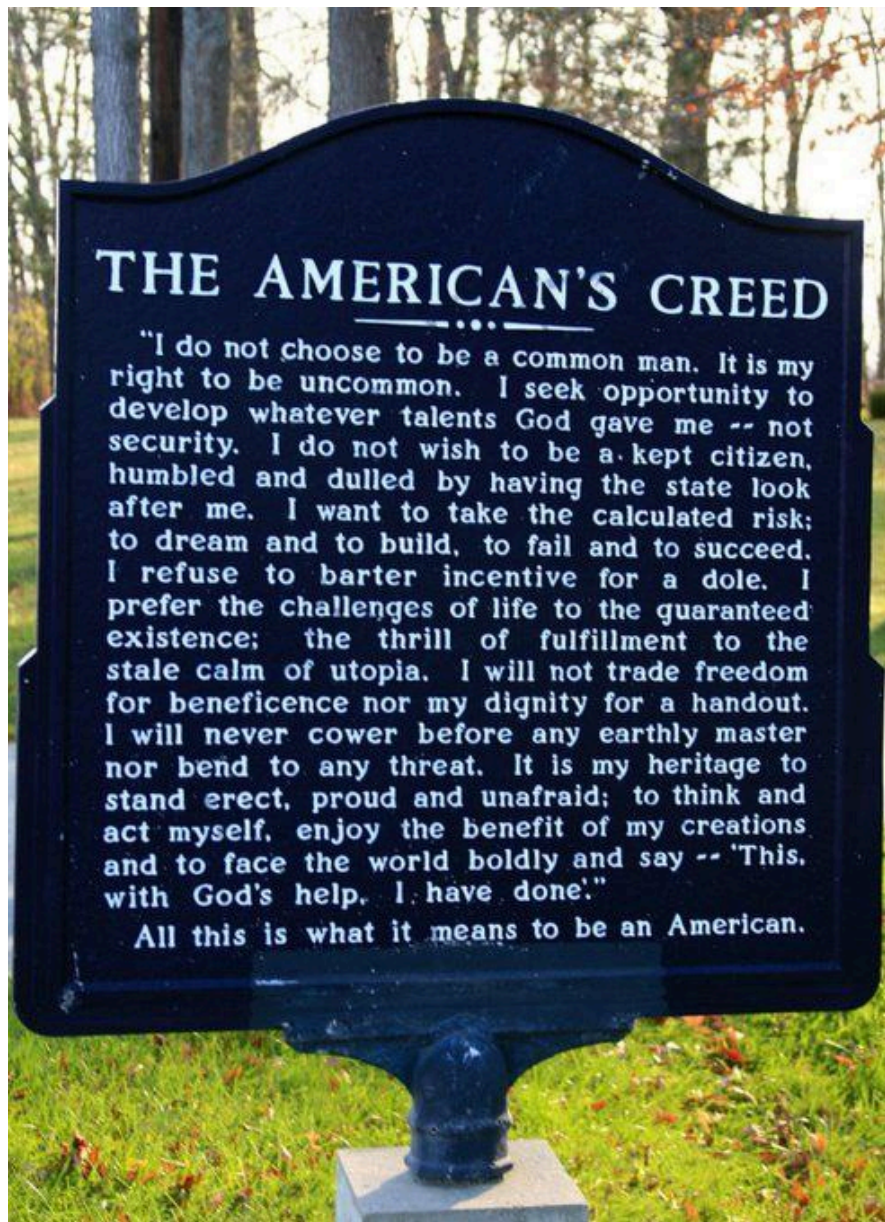 THE AMERICAN'S CREED
"I do not choose to be a common man. It is my
right to be uncommon. I seek opportunity to
develop whatever talents God gave me -- not
security. I do not wish to be a kept citizen,
humbled and dulled by having the state look
after me. I want to take the calculated risk;
to dream and to build, to fail and to succeed.
I refuse to barter incentive for a dole. I
prefer the challenges of life to the guaranteed
existence; the thrill of fulfillment to the
stale calm of utopia. I will not trade freedom
for beneficence nor my dignity for a handout.
I will never cower before any earthly master
nor bend to any threat. It is my heritage to
stand erect, proud and unafraid; to think and
act myself, enjoy the benefit of my creations
and to face the world boldly and say -- 'This,
with God's help, I have done'."
All this is what it means to be an American.